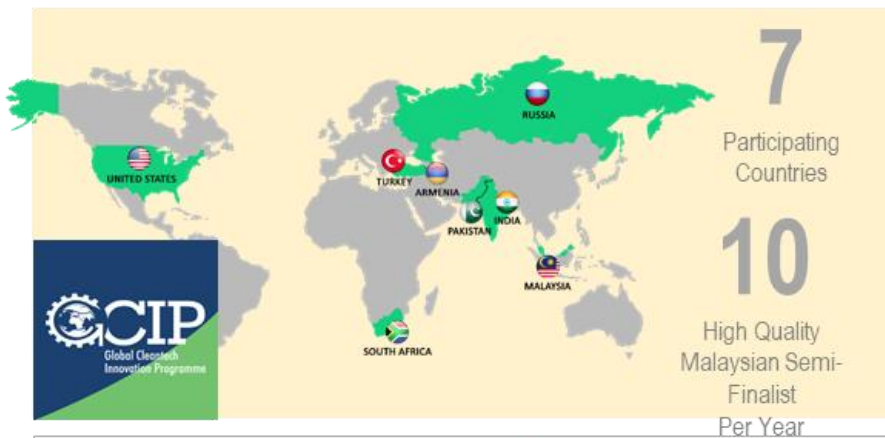 7
Participating
Countries
10
High Quality
Malaysian Semi-
Finalist
Per Year
RUSSIA
UNITED STATES
TURKEY
ARMENIA
PAKISTAN
INDIA
MALAYSIA
SOUTH AFRICA
GCIP
Global Cleantech
Innovation Programme